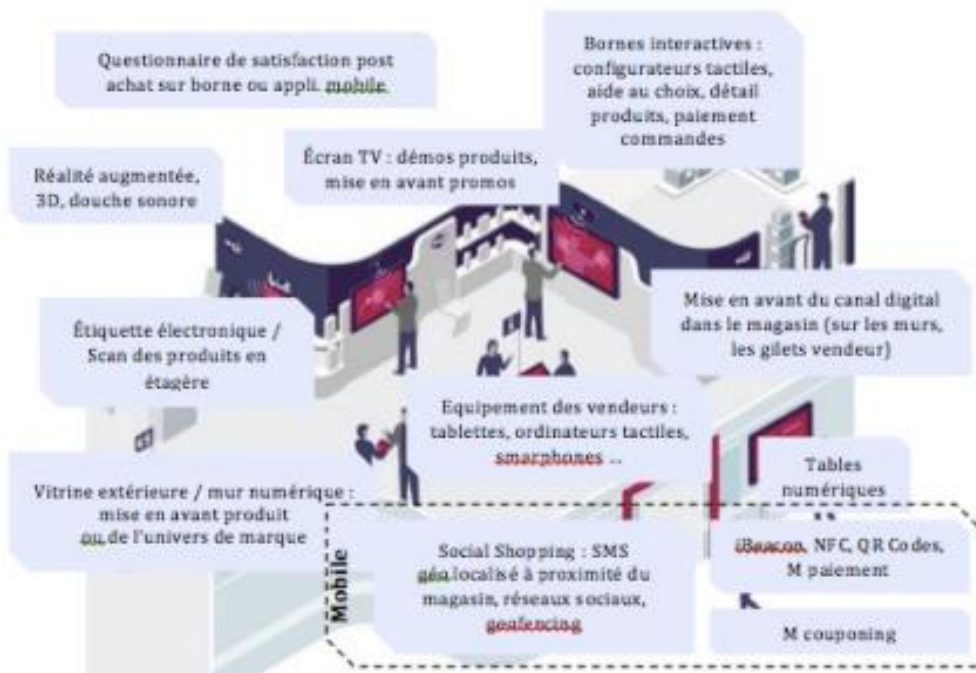 Questionnaire de satisfaction post
achat sur borne ou appli. mobile
Bornes interactives :
configurateurs tactiles,
aide au choix, détail
produits, paiement
commandes
Écran TV : démos produits,
mise en avant promos
Réalité augmentée,
3D, douche sonore
Mise en avant du canal digital
dans le magasin (sur les murs,
les gilets vendeur)
Étiquette électronique /
Scan des produits en
étagère
Equipement des vendeurs :
tablettes, ordinateurs tactiles,
smarphones ...
Tables
numériques
Vitrine extérieure / mur numérique :
mise en avant produit
ou de l'univers de marque
Mobile
Social Shopping : SMS
géo localisé à proximité du
magasin, réseaux sociaux,
geofencing
iBeacon, NFC, QR Codes,
M paiement
M couponing